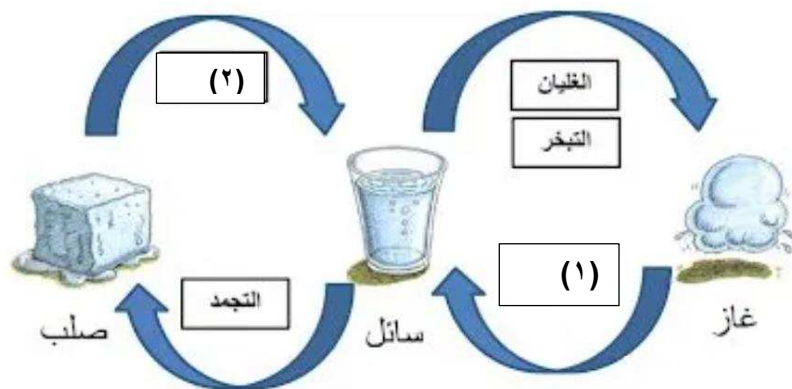 (٢)
الغليان
التبخر
(١)
التجمد
غاز
سائل
صلب